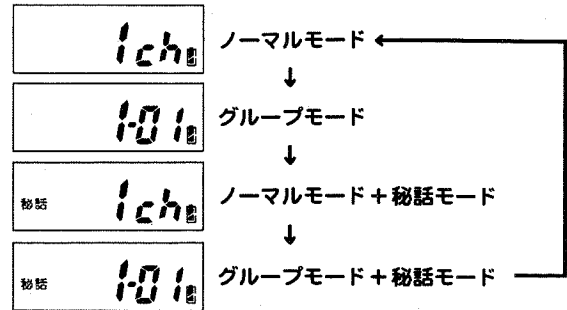 1ch ノーマルモード
↓
1-01 グループモード
↓
秘話 1ch ノーマルモード+秘話モード
↓
秘話 1-01 グループモード+秘話モード